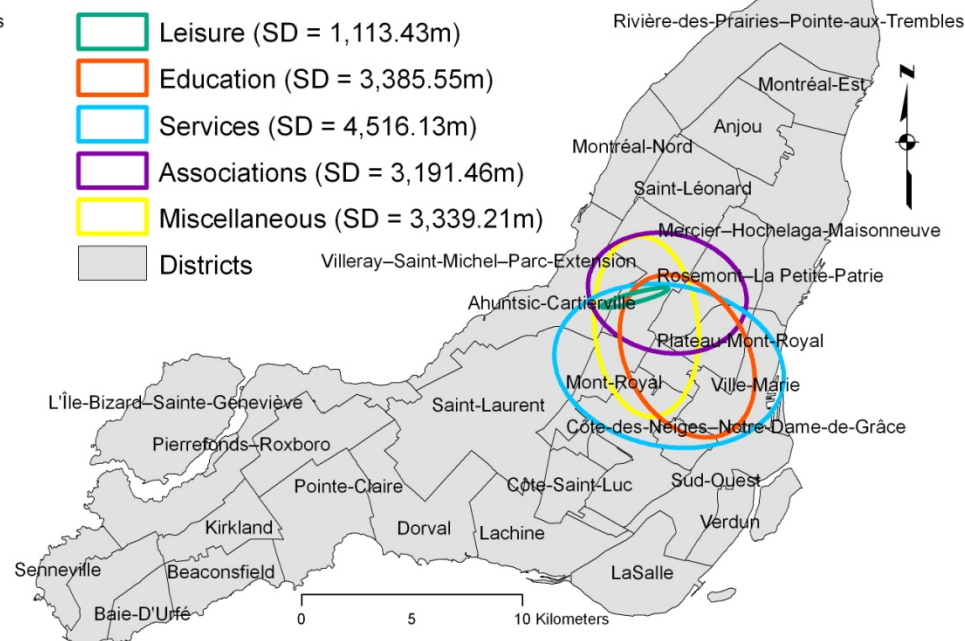 s
Leisure (SD = 1,113.43m)
Education (SD = 3,385.55m)
Services (SD = 4,516.13m)
Associations (SD = 3,191.46m)
Miscellaneous (SD = 3,339.21m)
Districts
Rivière-des-Prairies–Pointe-aux-Trembles
Montréal-Est
Anjou
Montréal-Nord
Saint-Léonard
Mercier–Hochelaga-Maisonneuve
Villeray–Saint-Michel–Parc-Extension
Rosemont–La Petite-Patrie
Ahuntsic-Cartierville
Plateau-Mont-Royal
Mont-Royal
Ville-Marie
Saint-Laurent
L'Île-Bizard–Sainte-Geneviève
Côte-des-Neiges–Notre-Dame-de-Grâce
Pierrefonds–Roxboro
Pointe-Claire
Côte-Saint-Luc
Sud-Ouest
Kirkland
Dorval
Lachine
Verdun
Senneville
Beaconsfield
LaSalle
Baie-D'Urfé
0 5 10 Kilometers
N